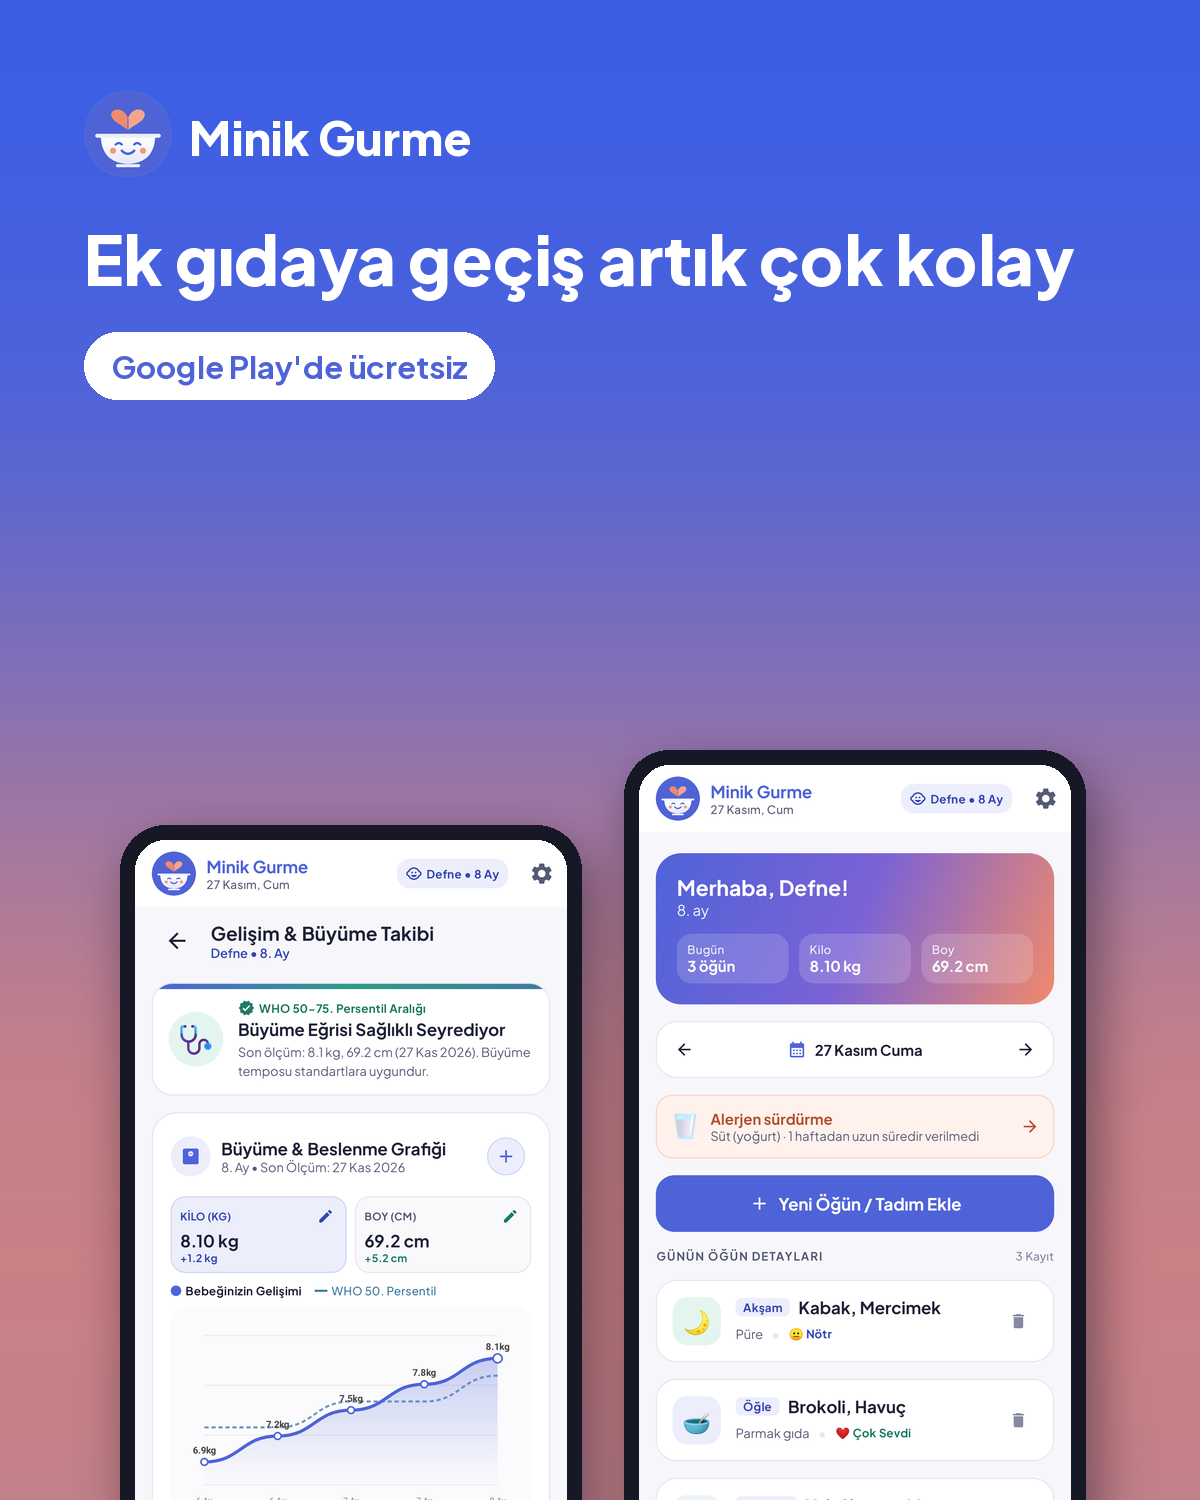 Minik Gurme
Ek gıdaya geçiş artık çok kolay
Google Play'de ücretsiz
Minik Gurme
27 Kasım, Cum
Defne • 8 Ay
Gelişim & Büyüme Takibi
Defne • 8. Ay
WHO 50–75. Persentil Aralığı
Büyüme Eğrisi Sağlıklı Seyrediyor
Son ölçüm: 8.1 kg, 69.2 cm (27 Kas 2026). Büyüme
temposu standartlara uygundur.
Büyüme & Beslenme Grafiği
8. Ay • Son Ölçüm: 27 Kas 2026
KİLO (KG)
8.10 kg
+1.2 kg
BOY (CM)
69.2 cm
+5.2 cm
Bebeğinizin Gelişimi
WHO 50. Persentil
6.9kg
7.2kg
7.5kg
7.8kg
8.1kg
Minik Gurme
27 Kasım, Cum
Defne • 8 Ay
Merhaba, Defne!
8. ay
Bugün
3 öğün
Kilo
8.10 kg
Boy
69.2 cm
27 Kasım Cuma
Alerjen sürdürme
Süt (yoğurt) · 1 haftadan uzun süredir verilmedi
+ Yeni Öğün / Tadım Ekle
GÜNÜN ÖĞÜN DETAYLARI
3 Kayıt
Akşam Kabak, Mercimek
Püre • 😐 Nötr
Öğle Brokoli, Havuç
Parmak gıda • ❤️ Çok Sevdi